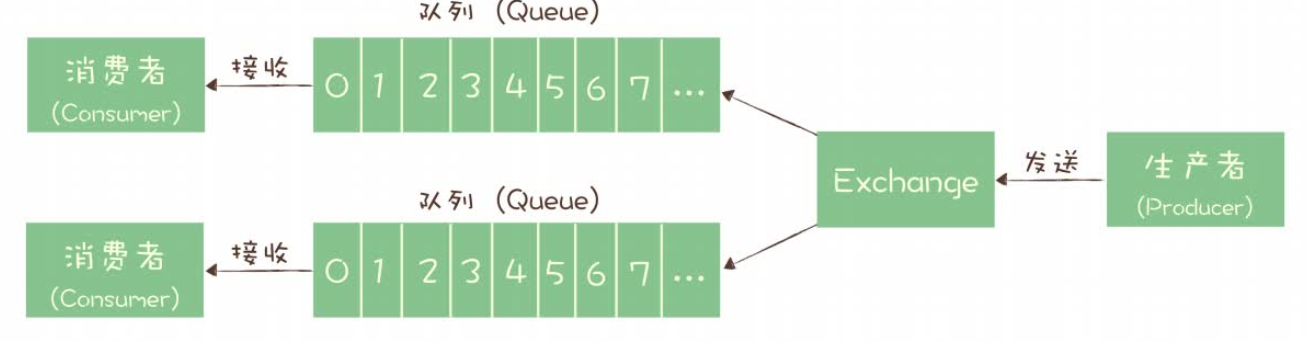 队列 (Queue)
消费者
(Consumer)
接收
0 1 2 3 4 5 6 7 ...
Exchange
发送
生产者
(Producer)
队列 (Queue)
消费者
(Consumer)
接收
0 1 2 3 4 5 6 7 ...